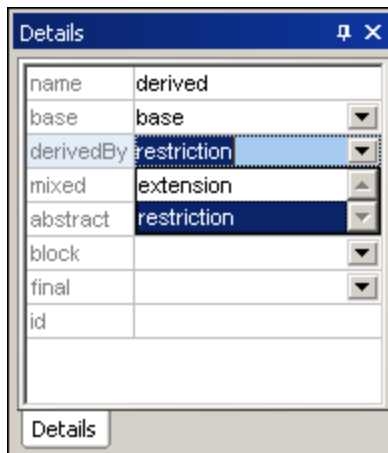 Details
name derived
base base
derivedBy restriction
mixed extension
abstract restriction
block
final
id
Details